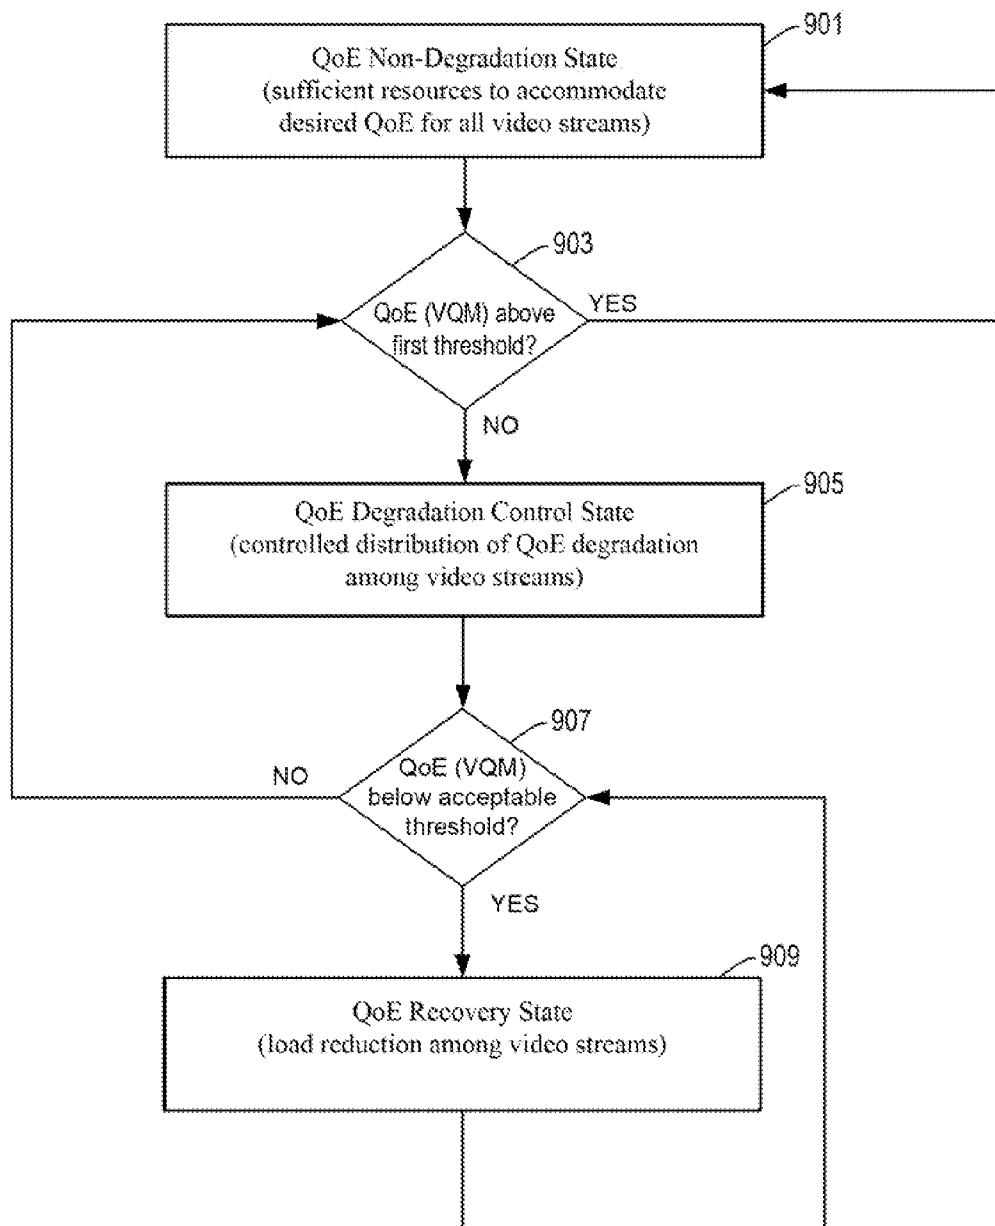 901
QoE Non-Degradation State
(sufficient resources to accommodate
desired QoE for all video streams)
903
QoE (VQM) above
first threshold?
YES
NO
905
QoE Degradation Control State
(controlled distribution of QoE degradation
among video streams)
907
QoE (VQM)
below acceptable
threshold?
NO
YES
909
QoE Recovery State
(load reduction among video streams)